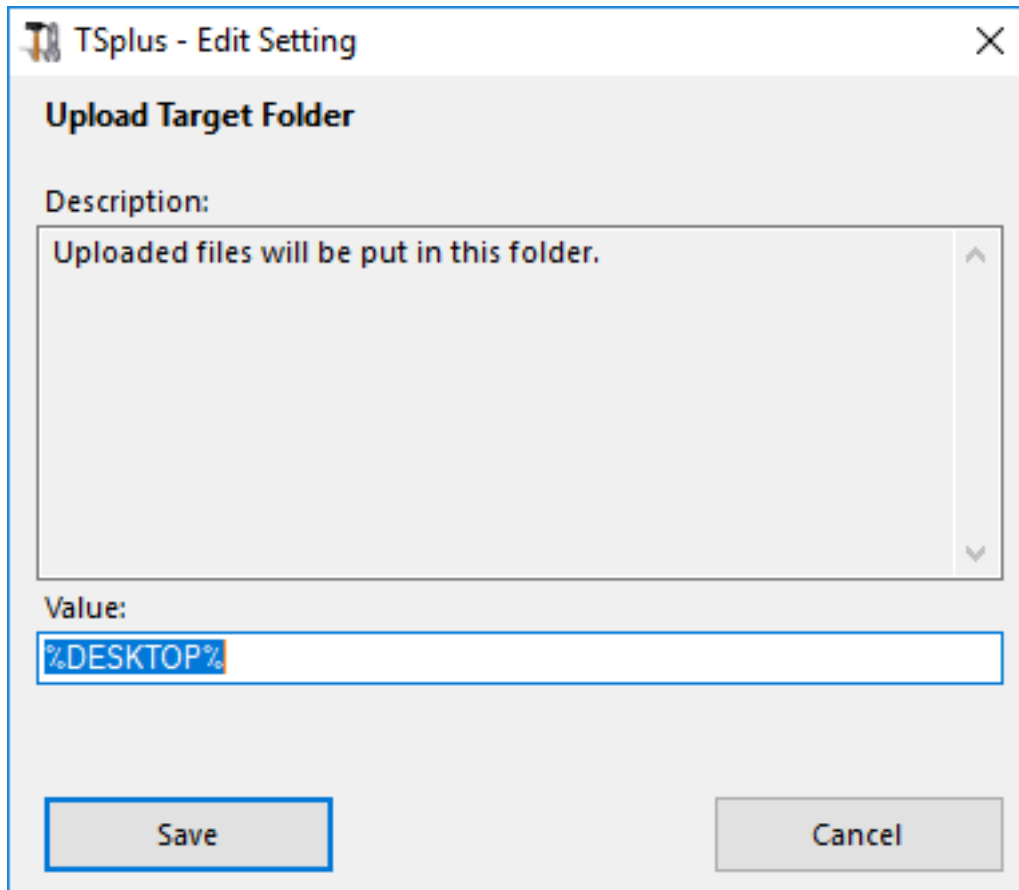 TSplus - Edit Setting
Upload Target Folder
Description:
Uploaded files will be put in this folder.
Value:
%DESKTOP%
Save
Cancel